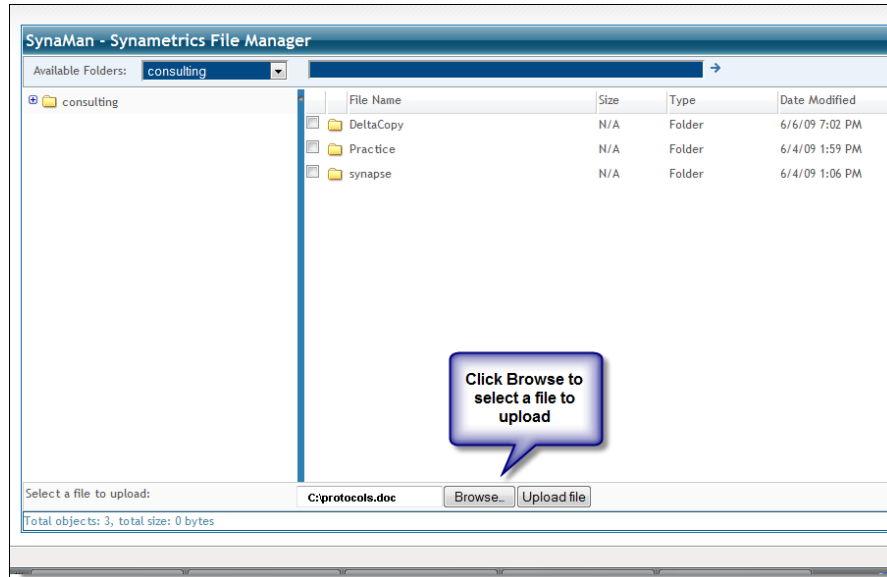 SynaMan - Synametrics File Manager
Available Folders: consulting
consulting
File Name Size Type Date Modified
DeltaCopy N/A Folder 6/6/09 7:02 PM
Practice N/A Folder 6/4/09 1:59 PM
synapse N/A Folder 6/4/09 1:06 PM
Click Browse to
select a file to
upload
Select a file to upload: C:\protocols.doc Browse... Upload file
Total objects: 3, total size: 0 bytes